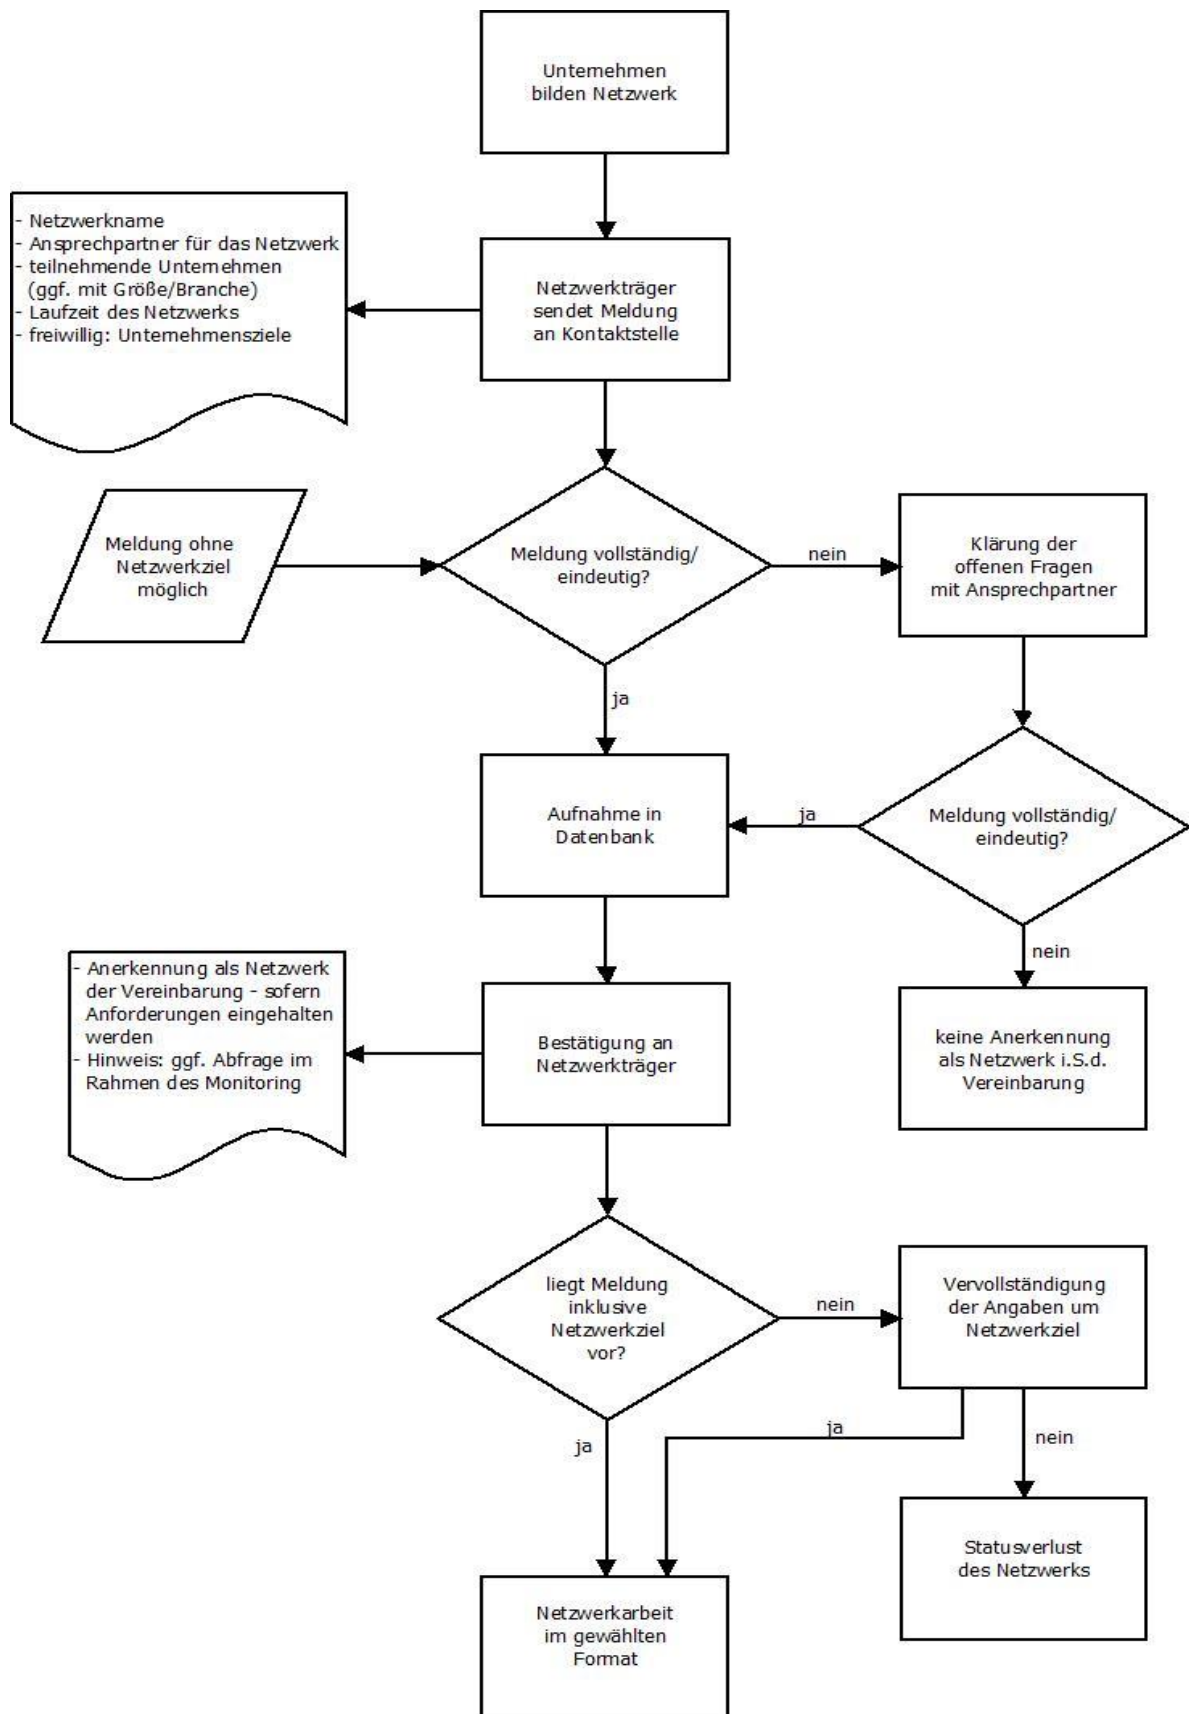 Unternehmen
bilden Netzwerk
- Netzwerkname
- Ansprechpartner für das Netzwerk
- teilnehmende Unternehmen
(ggf. mit Größe/Branche)
- Laufzeit des Netzwerks
- freiwillig: Unternehmensziele
Netzwerkträger
sendet Meldung
an Kontaktstelle
Meldung ohne
Netzwerkziel
möglich
Meldung vollständig/
eindeutig?
nein
Klärung der
offenen Fragen
mit Ansprechpartner
ja
Aufnahme in
Datenbank
ja
Meldung vollständig/
eindeutig?
nein
- Anerkennung als Netzwerk
der Vereinbarung - sofern
Anforderungen eingehalten
werden
- Hinweis: ggf. Abfrage im
Rahmen des Monitoring
Bestätigung an
Netzwerkträger
keine Anerkennung
als Netzwerk i.S.d.
Vereinbarung
liegt Meldung
inklusive
Netzwerkziel
vor?
nein
Vervollständigung
der Angaben um
Netzwerkziel
ja
ja
nein
Statusverlust
des Netzwerks
Netzwerkarbeit
im gewählten
Format